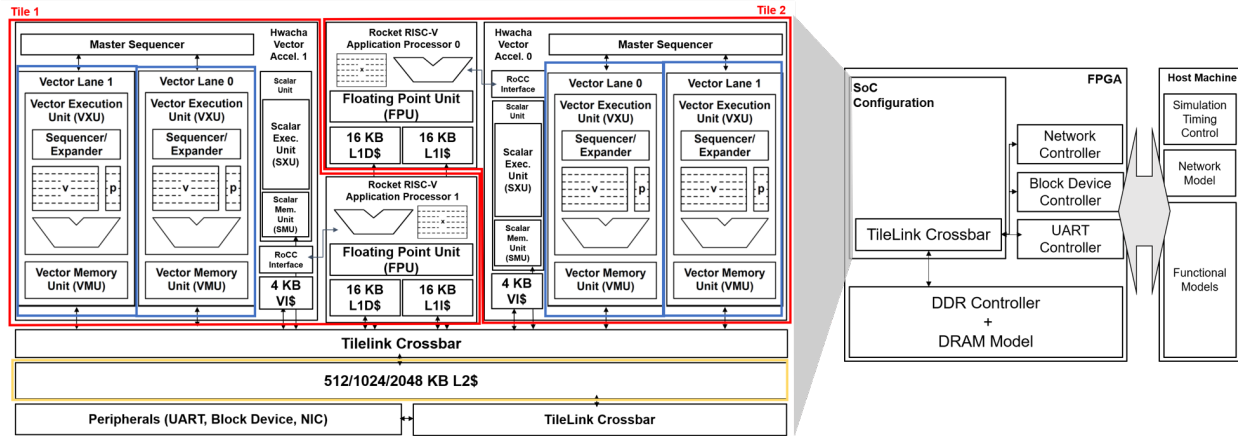 Tile 1
Tile 2
Master Sequencer
Vector Lane 1
Vector Execution
Unit (VXU)
Sequencer/
Expander
v
p
Vector Memory
Unit (VMU)
Vector Lane 0
Vector Execution
Unit (VXU)
Sequencer/
Expander
v
p
Vector Memory
Unit (VMU)
Hwacha
Vector
Accel. 1
Scalar
Unit
Scalar
Exec.
Unit
(SXU)
Scalar
Mem.
Unit
(SMU)
RoCC
Interface
4 KB
VI$
Rocket RISC-V
Application Processor 0
x
Floating Point Unit
(FPU)
16 KB
L1D$
16 KB
L1I$
Rocket RISC-V
Application Processor 1
x
Floating Point Unit
(FPU)
16 KB
L1D$
16 KB
L1I$
Hwacha
Vector
Accel. 0
RoCC
Interface
Scalar
Unit
Scalar
Exec.
Unit
(SXU)
Scalar
Mem.
Unit
(SMU)
4 KB
VI$
Master Sequencer
Vector Lane 0
Vector Execution
Unit (VXU)
Sequencer/
Expander
v
p
Vector Memory
Unit (VMU)
Vector Lane 1
Vector Execution
Unit (VXU)
Sequencer/
Expander
v
p
Vector Memory
Unit (VMU)
Tilelink Crossbar
512/1024/2048 KB L2$
Peripherals (UART, Block Device, NIC)
TileLink Crossbar
FPGA
SoC
Configuration
TileLink Crossbar
Network
Controller
Block Device
Controller
UART
Controller
DDR Controller
+
DRAM Model
Host Machine
Simulation
Timing
Control
Network
Model
Functional
Models